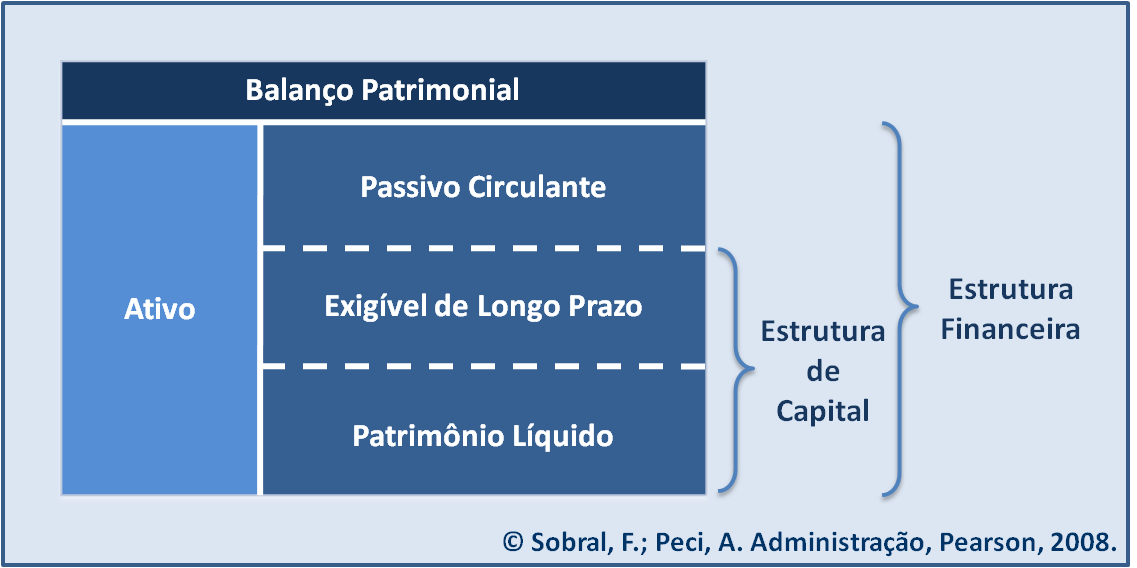 Balanço Patrimonial
Ativo
Passivo Circulante
Exigível de Longo Prazo
Patrimônio Líquido
Estrutura
de
Capital
Estrutura
Financeira
© Sobral, F.; Peci, A. Administração, Pearson, 2008.